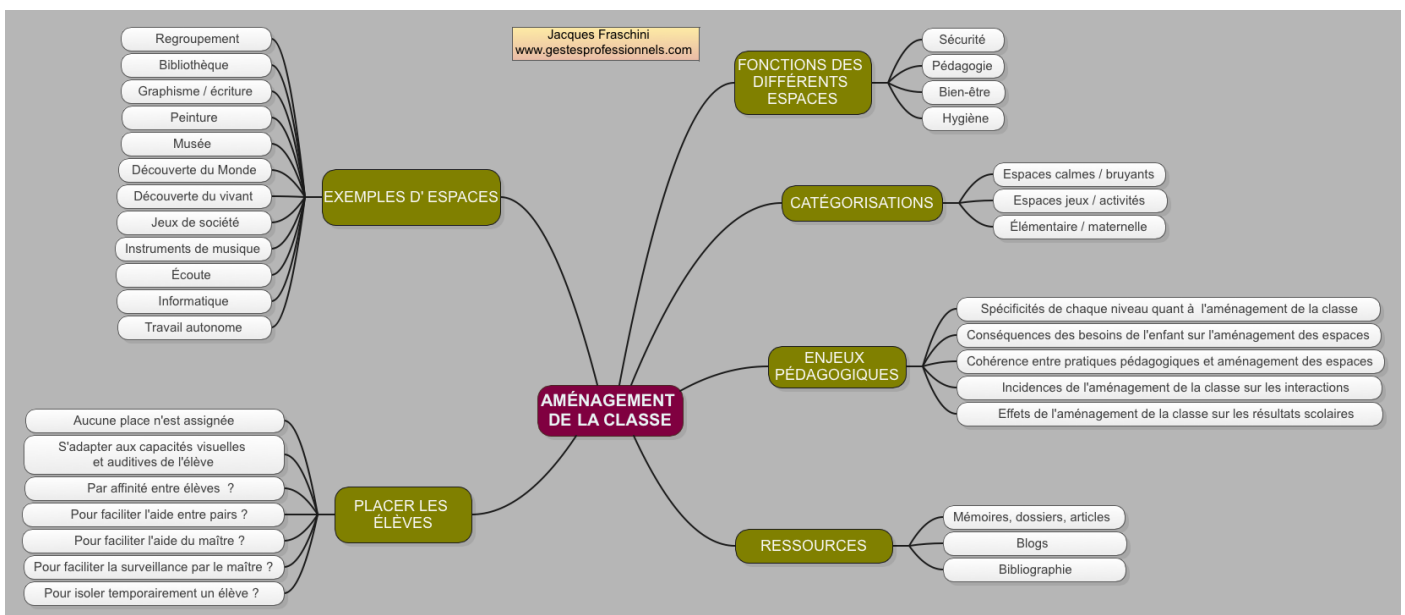 Jacques Fraschini
www.gestesprofessionnels.com
AMÉNAGEMENT
DE LA CLASSE
FONCTIONS DES
DIFFÉRENTS
ESPACES
Sécurité
Pédagogie
Bien-être
Hygiène
CATÉGORISATIONS
Espaces calmes / bruyants
Espaces jeux / activités
Élémentaire / maternelle
ENJEUX
PÉDAGOGIQUES
Spécificités de chaque niveau quant à l'aménagement de la classe
Conséquences des besoins de l'enfant sur l'aménagement des espaces
Cohérence entre pratiques pédagogiques et aménagement des espaces
Incidences de l'aménagement de la classe sur les interactions
Effets de l'aménagement de la classe sur les résultats scolaires
RESSOURCES
Mémoires, dossiers, articles
Blogs
Bibliographie
PLACER LES
ÉLÈVES
Aucune place n'est assignée
S'adapter aux capacités visuelles
et auditives de l'élève
Par affinité entre élèves ?
Pour faciliter l'aide entre pairs ?
Pour faciliter l'aide du maître ?
Pour faciliter la surveillance par le maître ?
Pour isoler temporairement un élève ?
EXEMPLES D' ESPACES
Regroupement
Bibliothèque
Graphisme / écriture
Peinture
Musée
Découverte du Monde
Découverte du vivant
Jeux de société
Instruments de musique
Écoute
Informatique
Travail autonome